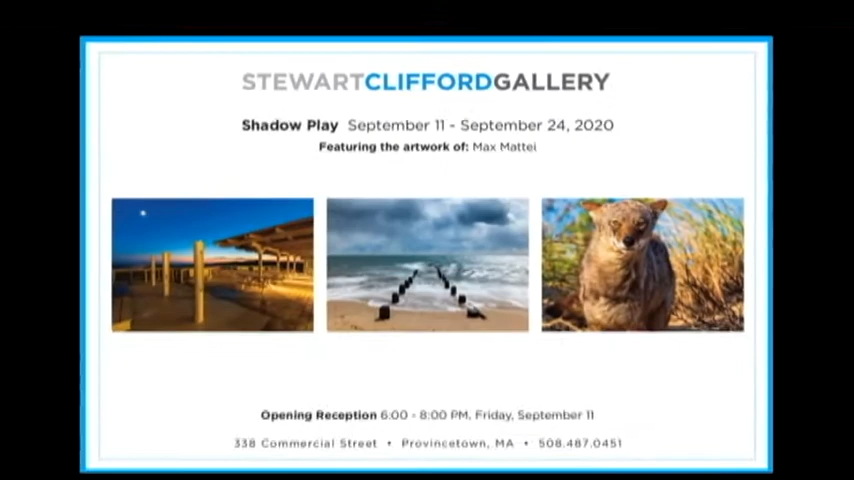 STEWARTCLIFFORDGALLERY
Shadow Play September 11 - September 24, 2020
Featuring the artwork of: Max Mattei
Opening Reception 6:00 - 8:00 PM, Friday, September 11
338 Commercial Street • Provincetown, MA • 508.487.0451